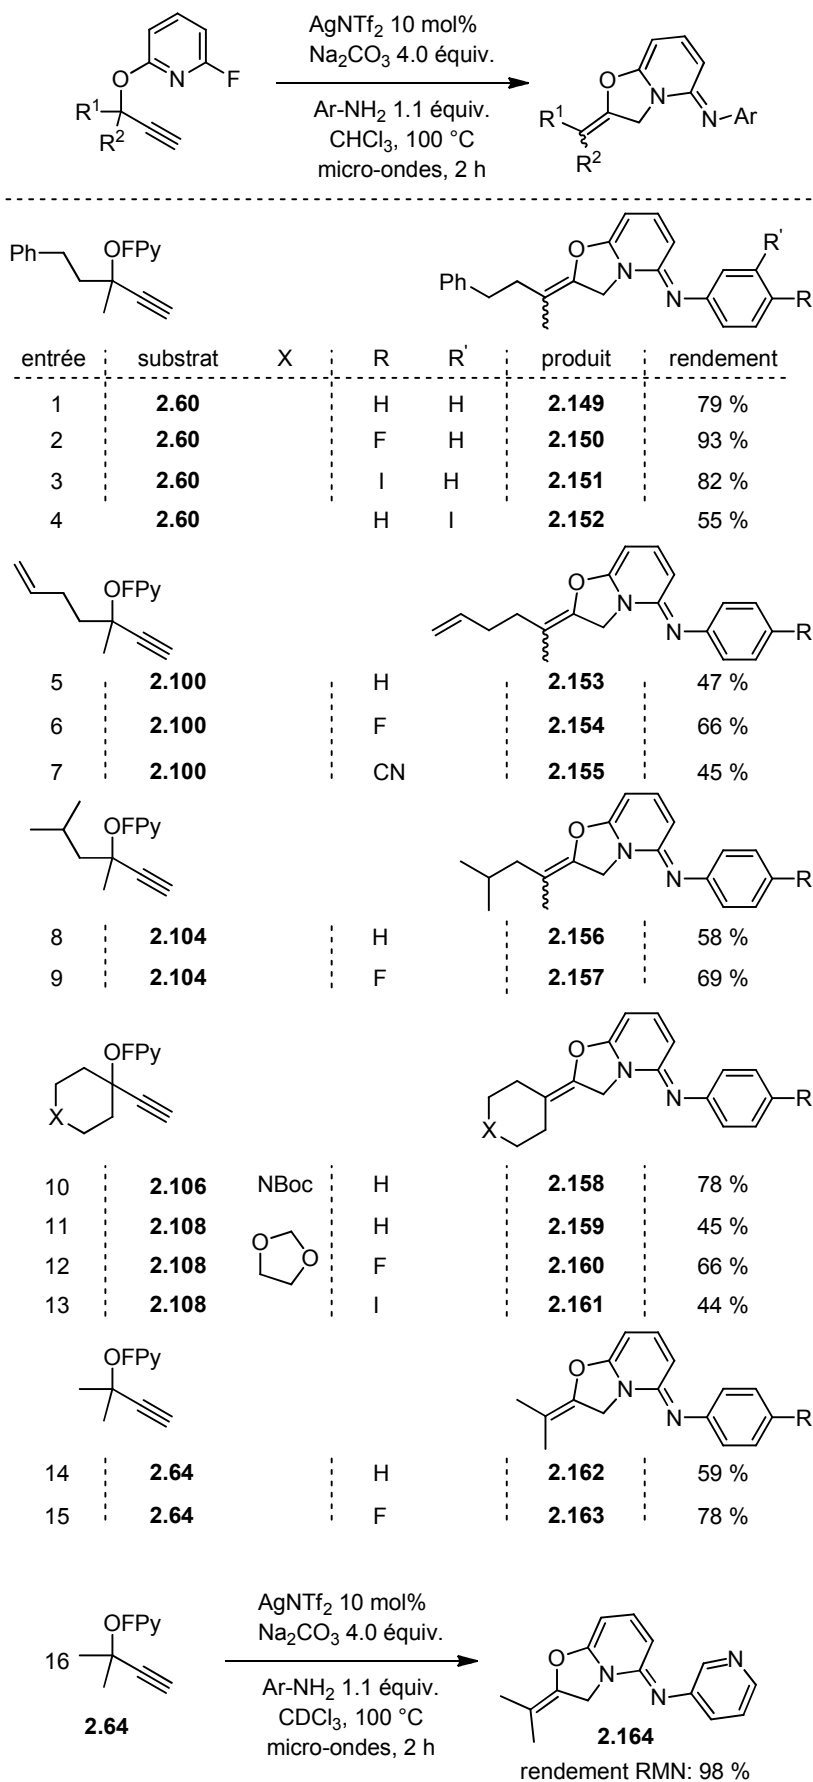 AgNTf2 10 mol%
Na2CO3 4.0 équiv.
Ar-NH2 1.1 équiv.
CHCl3, 100 °C
micro-ondes, 2 h
O N F
R1
R2
O N N-Ar
R1
R2
Ph OFPy
Ph O N N R' R
entrée substrat X R R' produit rendement
1 2.60 H H 2.149 79 %
2 2.60 F H 2.150 93 %
3 2.60 I H 2.151 82 %
4 2.60 H I 2.152 55 %
OFPy O N N R
5 2.100 H 2.153 47 %
6 2.100 F 2.154 66 %
7 2.100 CN 2.155 45 %
OFPy O N N R
8 2.104 H 2.156 58 %
9 2.104 F 2.157 69 %
OFPy X O N N R X
10 2.106 NBoc H 2.158 78 %
11 2.108 H 2.159 45 %
12 2.108 O O F 2.160 66 %
13 2.108 I 2.161 44 %
OFPy O N N R
14 2.64 H 2.162 59 %
15 2.64 F 2.163 78 %
16 OFPy
2.64
AgNTf2 10 mol%
Na2CO3 4.0 équiv.
Ar-NH2 1.1 équiv.
CDCl3, 100 °C
micro-ondes, 2 h
O N N N
2.164
rendement RMN: 98 %